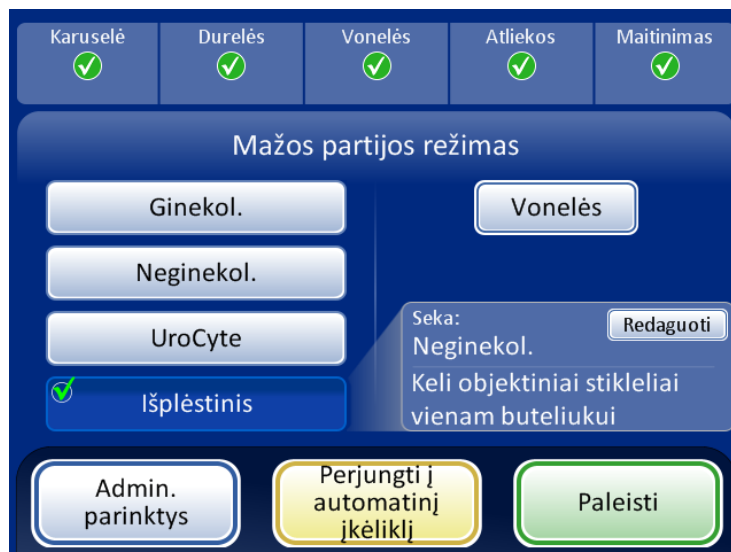 Karuselė
Durelės
Vonelės
Atliekos
Maitinimas
Mažos partijos režimas
Ginekol.
Vonelės
Neginekol.
UroCyte
Išplėstinis
Seka:
Neginekol.
Redaguoti
Keli objektiniai stikleliai
vienam buteliukui
Admin.
parinktys
Perjungti į
automatinį
įkėliklį
Paleisti